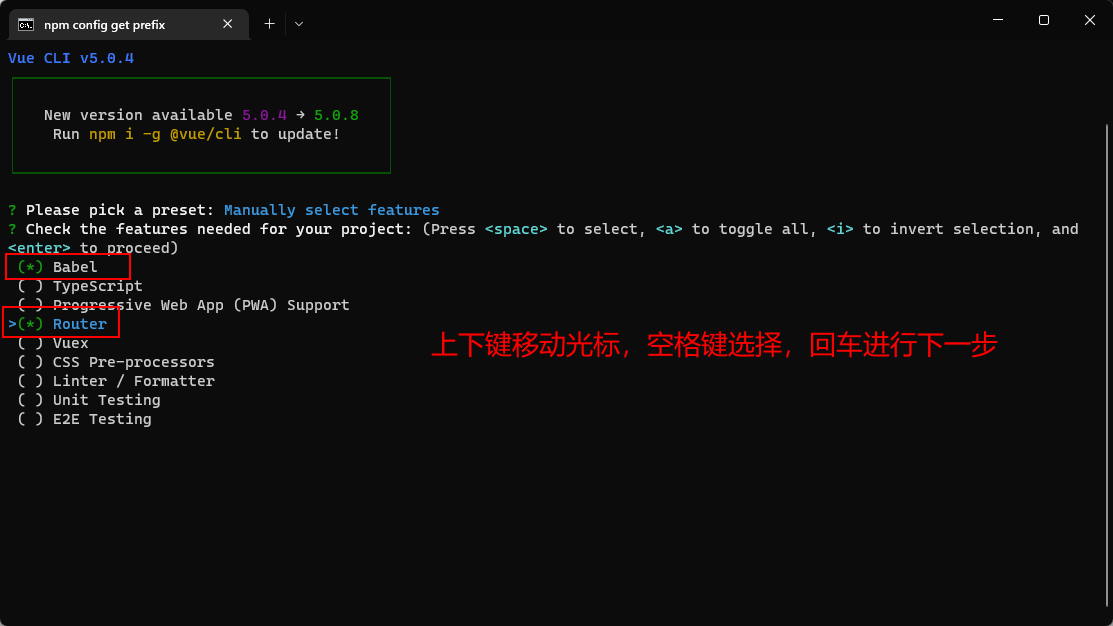 npm config get prefix
Vue CLI v5.0.4
New version available 5.0.4 → 5.0.8
Run npm i -g @vue/cli to update!
? Please pick a preset: Manually select features
? Check the features needed for your project: (Press <space> to select, <a> to toggle all, <i> to invert selection, and
<enter> to proceed)
(*) Babel
( ) TypeScript
( ) Progressive Web App (PWA) Support
>(*) Router
( ) Vuex
( ) CSS Pre-processors
( ) Linter / Formatter
( ) Unit Testing
( ) E2E Testing
上下键移动光标，空格键选择，回车进行下一步